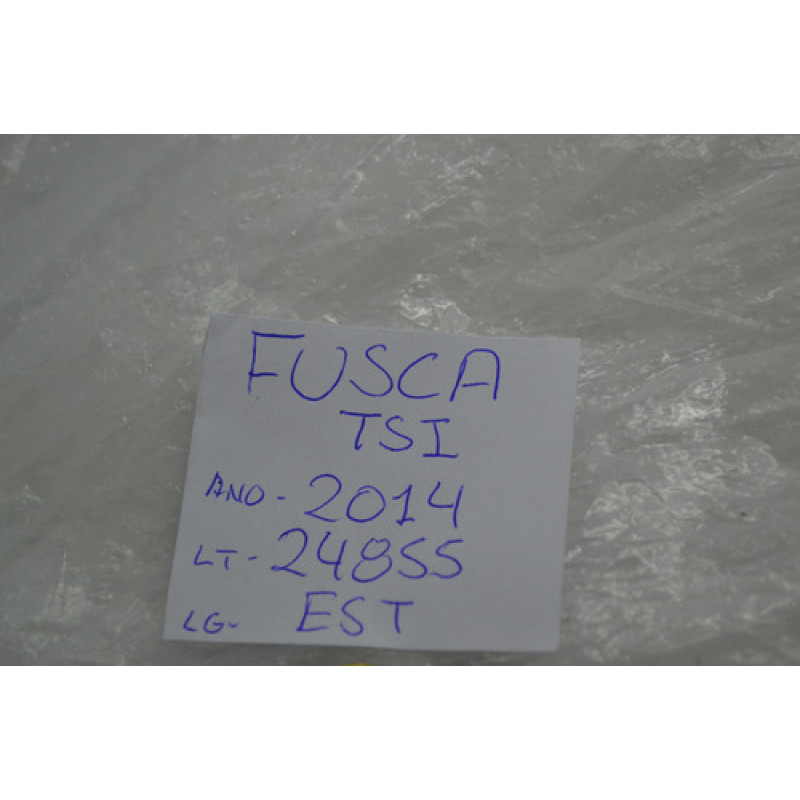 FUSCA
TSI
ANO - 2014
LT - 24855
LG- EST